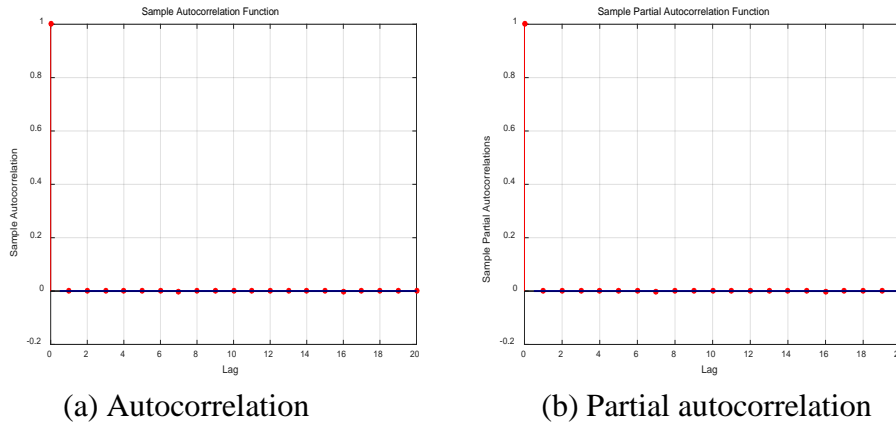 Sample Autocorrelation Function
Sample Autocorrelation
1
0.8
0.6
0.4
0.2
0
-0.2
0 2 4 6 8 10 12 14 16 18 20
Lag
(a) Autocorrelation
Sample Partial Autocorrelation Function
Sample Partial Autocorrelations
1
0.8
0.6
0.4
0.2
0
-0.2
0 2 4 6 8 10 12 14 16 18
Lag
(b) Partial autocorrelation